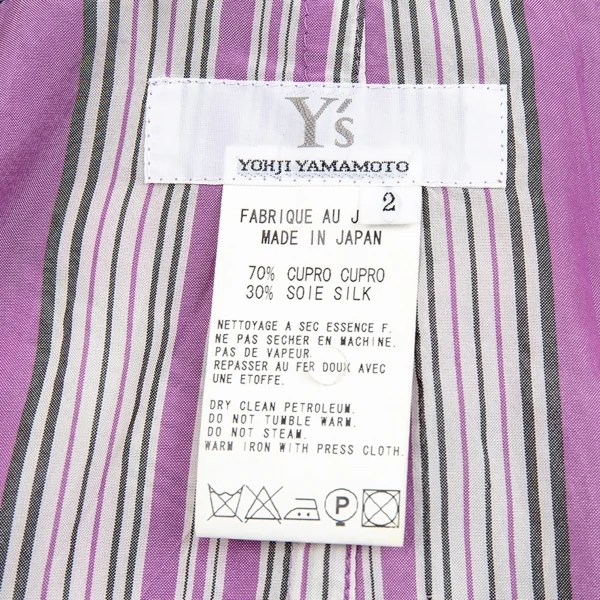 Y's
YOHJI YAMAMOTO
2
FABRIQUE AU J
MADE IN JAPAN
70% CUPRO CUPRO
30% SOIE SILK
NETTOYAGE A SEC ESSENCE F.
NE PAS SECHER EN MACHINE.
PAS DE VAPEUR.
REPASSER AU FER DOUX AVEC
UNE ETOFFE.
DRY CLEAN PETROLEUM.
DO NOT TUMBLE WARM.
DO NOT STEAM.
WARM IRON WITH PRESS CLOTH.
P